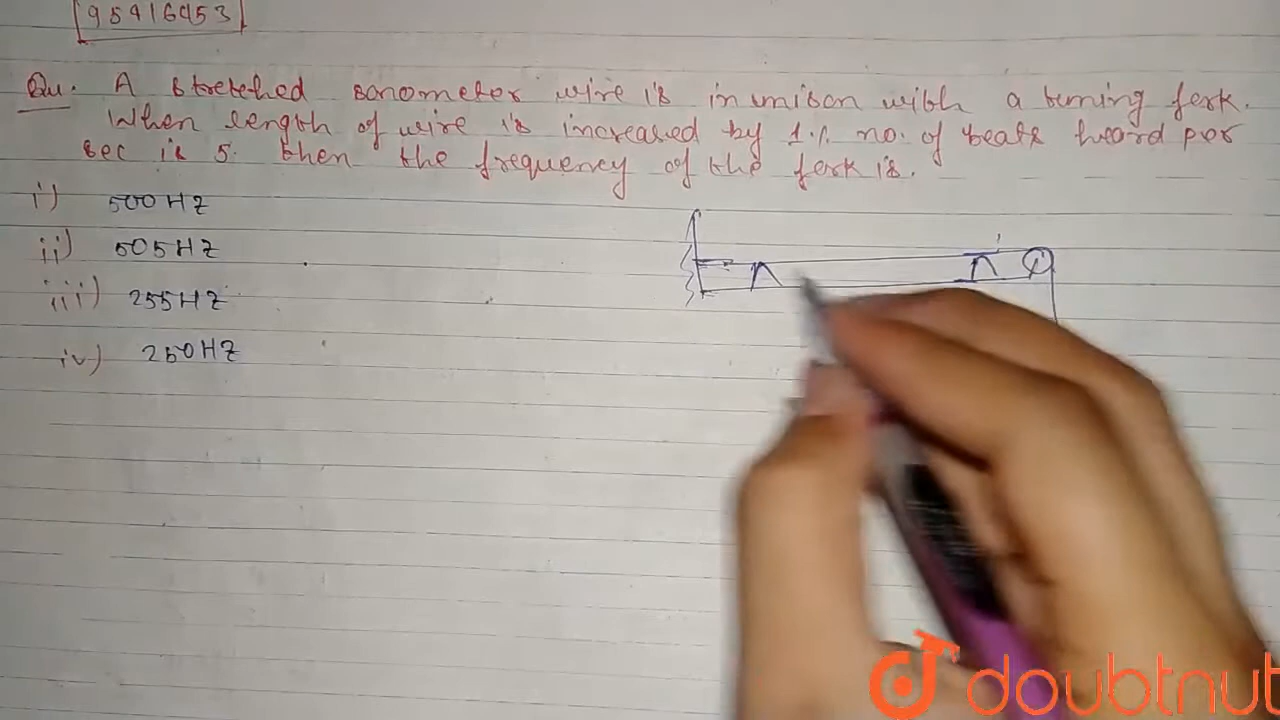 95916953
Qu. A stretched sonometer wire is in unison with a tuning fork.
When length of wire is increased by 1% no. of beats heard per
sec is 5. then the frequency of the fork is.
i) 500 HZ
ii) 505 HZ
iii) 255 HZ
iv) 250 HZ
doubtnut